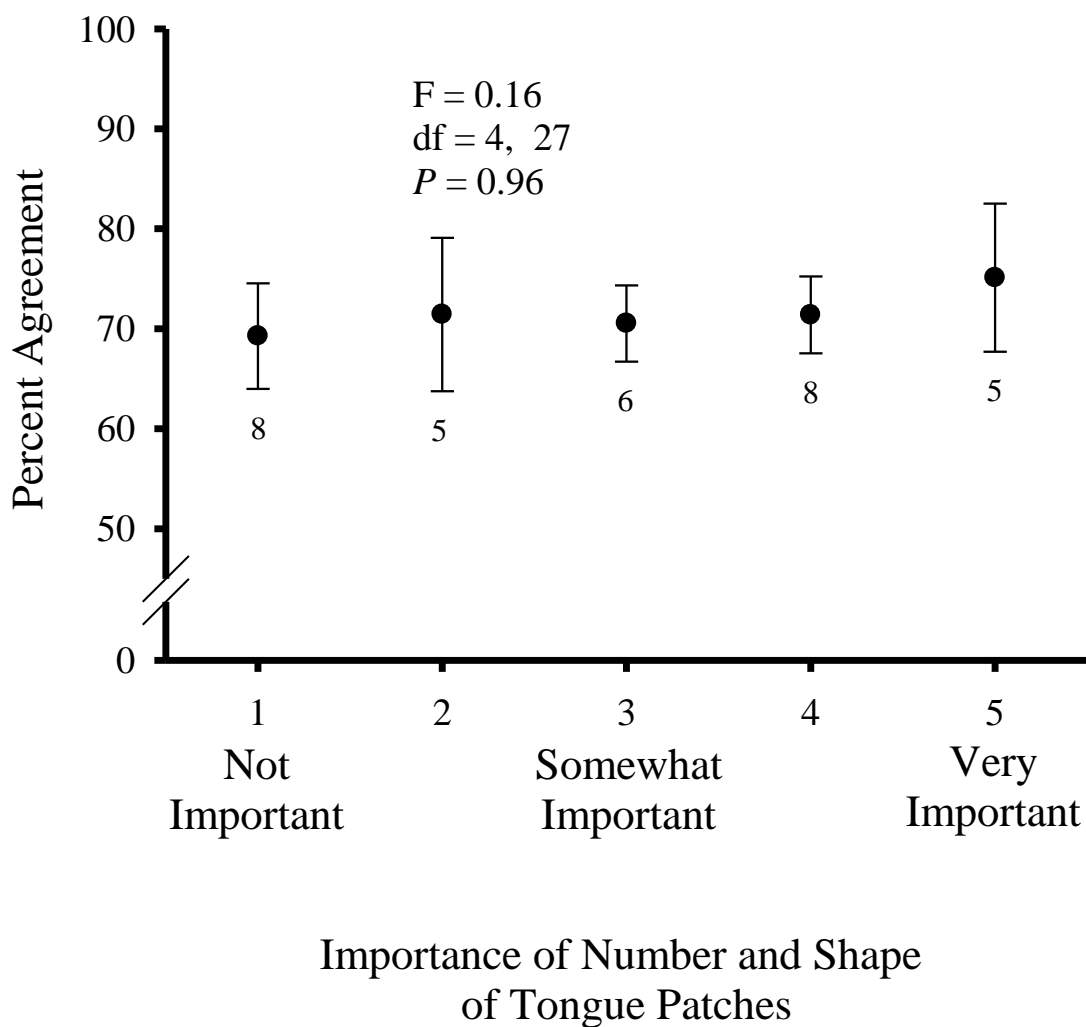 100
90
80
70
60
50
0
Percent Agreement
F = 0.16
df = 4, 27
P = 0.96
8
5
6
8
5
1
2
3
4
5
Not
Important
Somewhat
Important
Very
Important
Importance of Number and Shape
of Tongue Patches